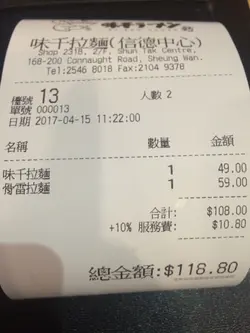 味千拉麵(信德中心)
Shop 2318, 27F, Shun Tak Centre,
168-200 Connaught Road, Sheung Wan.
Tel:2546 8018 Fax:2104 9378
檯號 13 人數 2
單號 000013
日期 2017-04-15 11:22:00
名稱 數量 金額
味千拉麵 1 49.00
骨雷拉麵 1 59.00
合計: $108.00
+10% 服務費: $10.80
總金額:$118.80